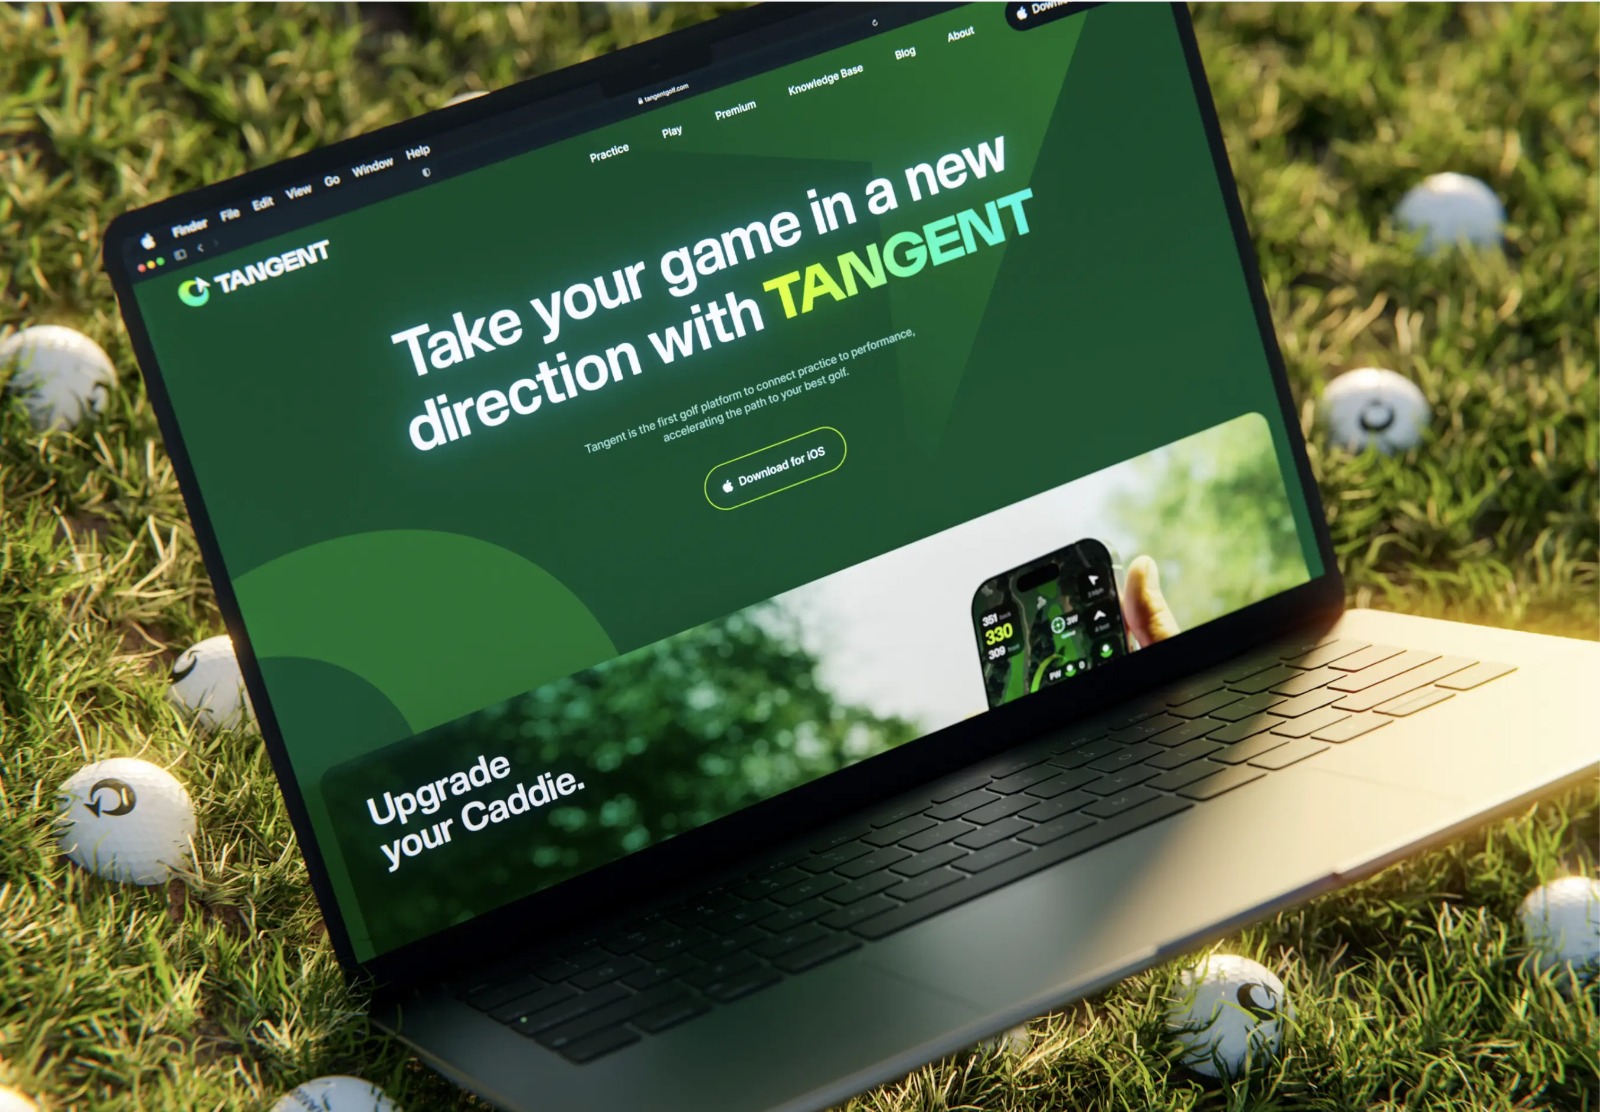 Finder File Edit View Go Window Help
tangentgolf.com
TANGENT
Practice Play Premium Knowledge Base Blog About
Take your game in a new
direction with TANGENT
Tangent is the first golf platform to connect practice to performance,
accelerating the path to your best golf.
Download for iOS
351
330
309
3W
PW
Upgrade
your Caddie.